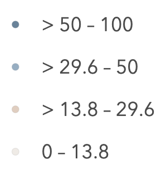 > 50 – 100
> 29.6 – 50
> 13.8 – 29.6
0 – 13.8